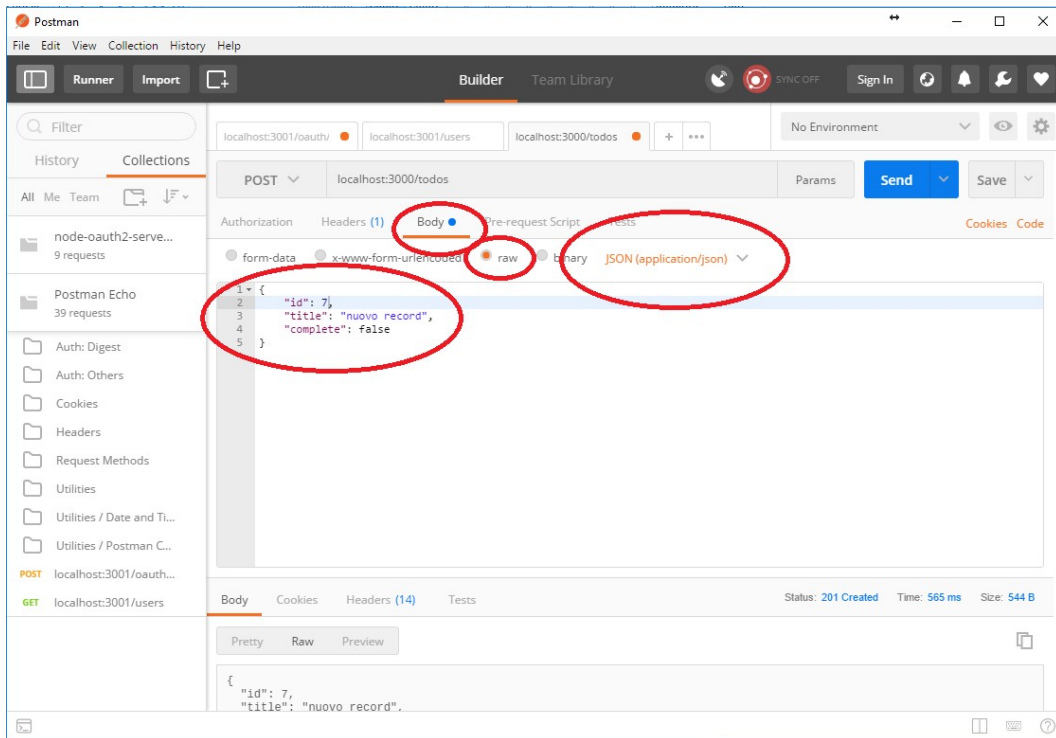 Postman
File Edit View Collection History Help
Runner Import Builder Team Library SYNC OFF Sign In
Filter
History Collections
All Me Team
node-oauth2-serve...
9 requests
Postman Echo
39 requests
Auth: Digest
Auth: Others
Cookies
Headers
Request Methods
Utilities
Utilities / Date and Ti...
Utilities / Postman C...
POST localhost:3001/oauth...
GET localhost:3001/users
localhost:3001/oauth/ localhost:3001/users localhost:3000/todos + •••
No Environment
POST localhost:3000/todos Params Send Save
Authorization Headers (1) Body Pre-request Script Tests Cookies Code
form-data x-www-form-urlencoded raw binary JSON (application/json)
1 {
2 "id": 7,
3 "title": "nuovo record",
4 "complete": false
5 }
Body Cookies Headers (14) Tests Status: 201 Created Time: 565 ms Size: 544 B
Pretty Raw Preview
{
"id": 7,
"title": "nuovo record",